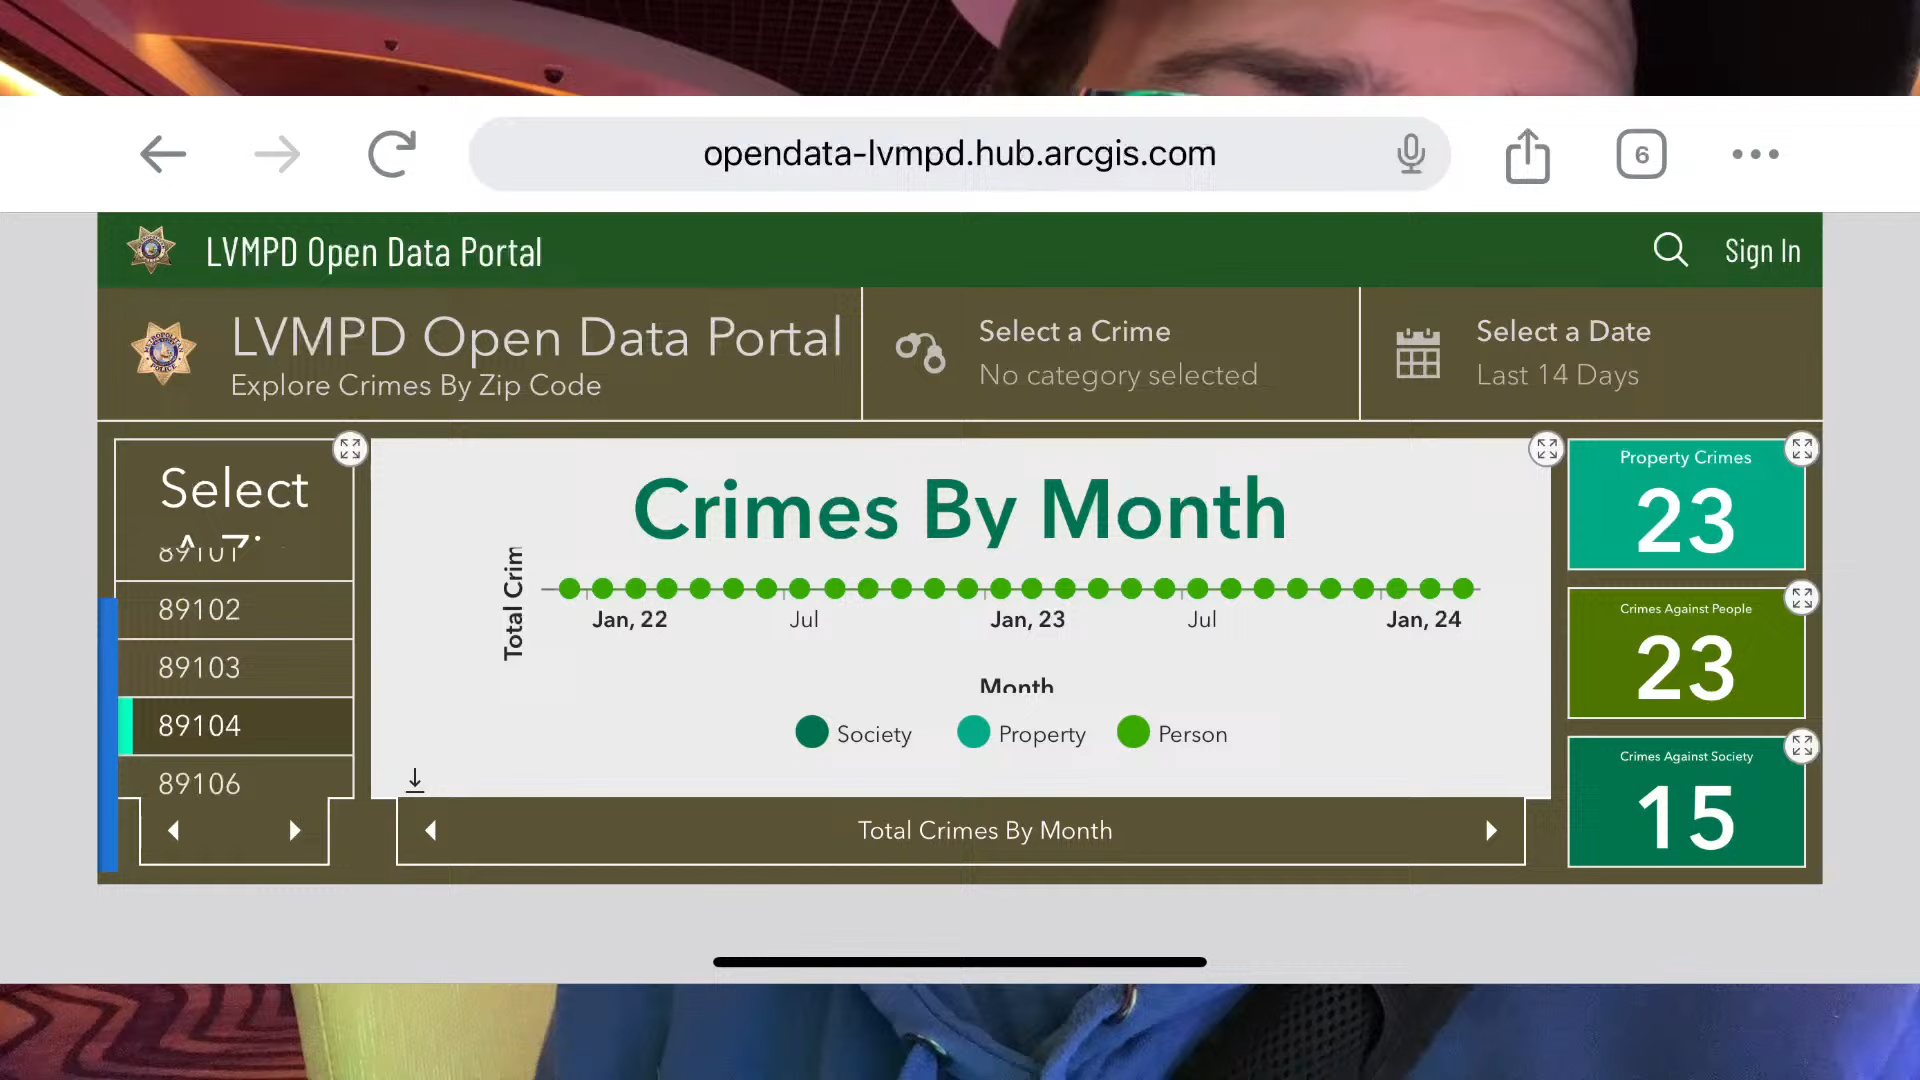 opendata-lvmpd.hub.arcgis.com
6
LVMPD Open Data Portal
Sign In
LVMPD Open Data Portal
Explore Crimes By Zip Code
Select a Crime
No category selected
Select a Date
Last 14 Days
Select
89101
89102
89103
89104
89106
Crimes By Month
Total Crim
Jan, 22
Jul
Jan, 23
Jul
Jan, 24
Month
Society
Property
Person
Total Crimes By Month
Property Crimes
23
Crimes Against People
23
Crimes Against Society
15